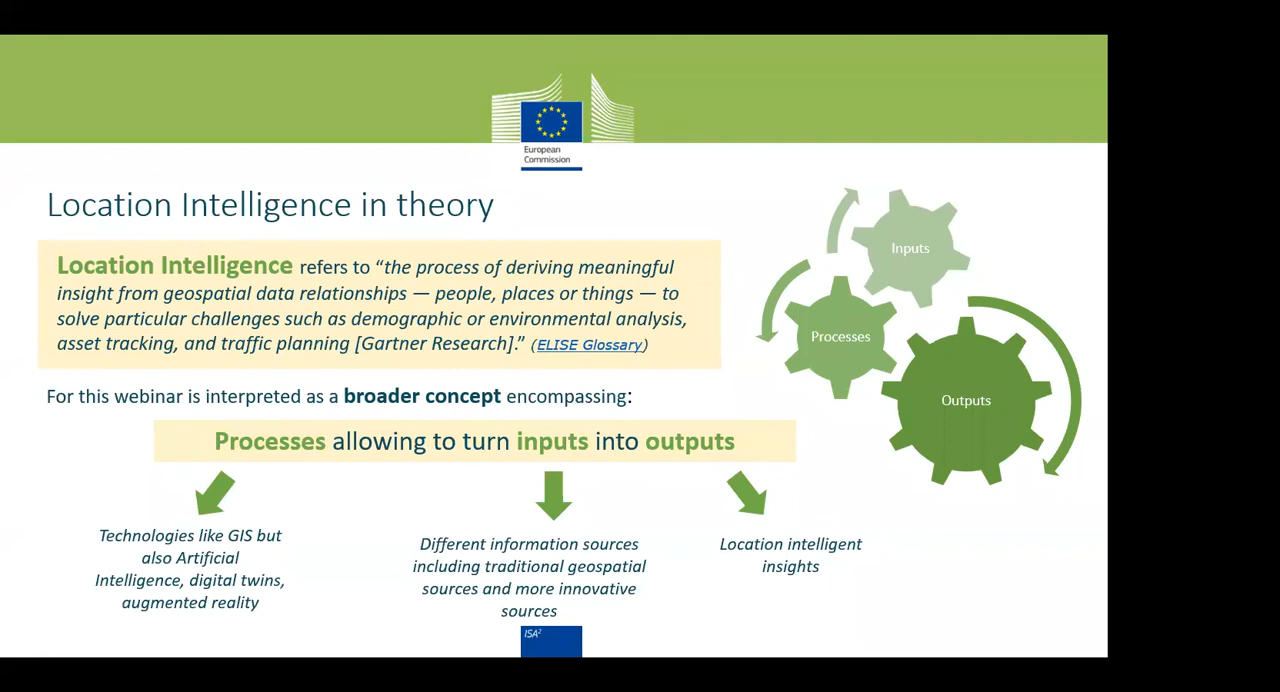 European
Commission
Location Intelligence in theory
Location Intelligence refers to “the process of deriving meaningful
insight from geospatial data relationships — people, places or things — to
solve particular challenges such as demographic or environmental analysis,
asset tracking, and traffic planning [Gartner Research].” (ELISE Glossary)
For this webinar is interpreted as a broader concept encompassing:
Processes allowing to turn inputs into outputs
Technologies like GIS but
also Artificial
Intelligence, digital twins,
augmented reality
Different information sources
including traditional geospatial
sources and more innovative
sources
Location intelligent
insights
Inputs
Processes
Outputs
ISA²